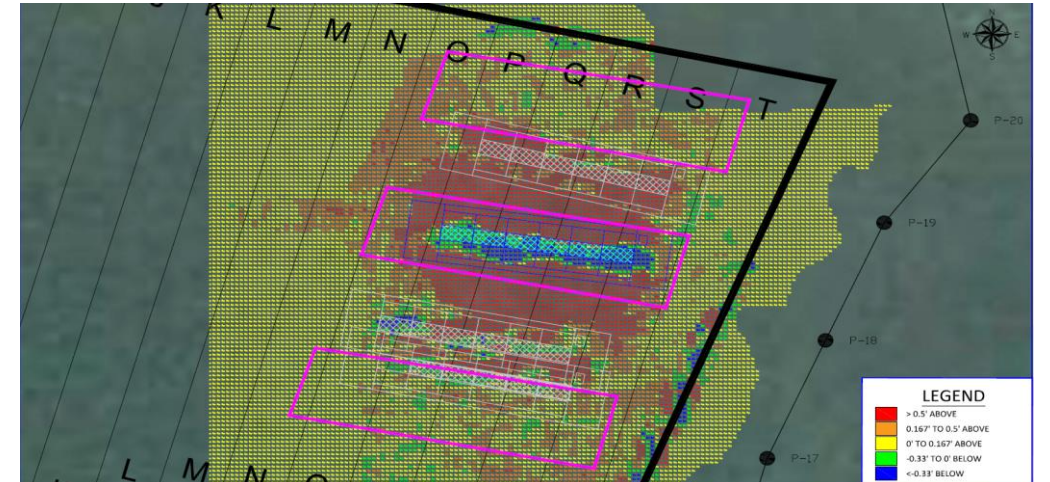 J K L M N O P Q R S T
N
W E
S
P-20
P-19
P-18
P-17
L M N O
LEGEND
> 0.5' ABOVE
0.167' TO 0.5' ABOVE
0' TO 0.167' ABOVE
-0.33' TO 0' BELOW
<-0.33' BELOW